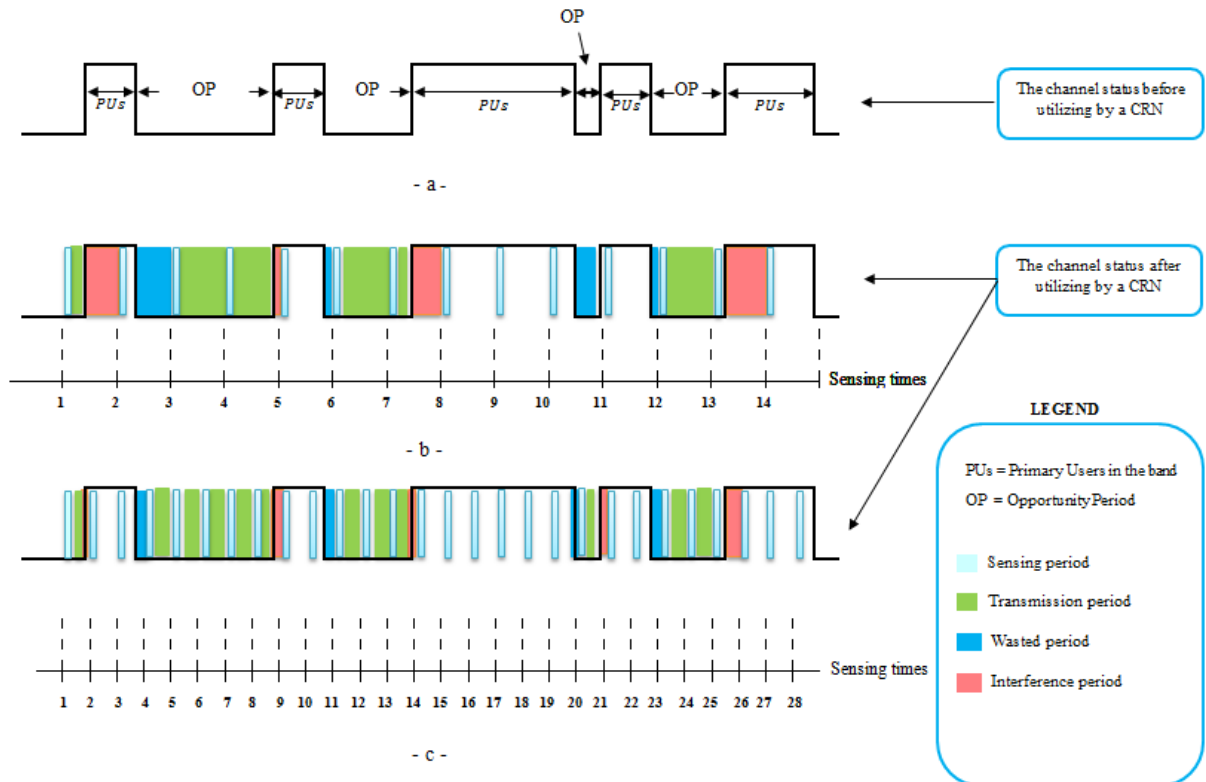 OP
OP
OP
OP
PUs
PUs
PUs
PUs
PUs
The channel status before
utilizing by a CRN
- a -
The channel status after
utilizing by a CRN
Sensing times
1 2 3 4 5 6 7 8 9 10 11 12 13 14
- b -
LEGEND
PUs = Primary Users in the band
OP = Opportunity Period
Sensing period
Transmission period
Wasted period
Interference period
Sensing times
1 2 3 4 5 6 7 8 9 10 11 12 13 14 15 16 17 18 19 20 21 22 23 24 25 26 27 28
- c -